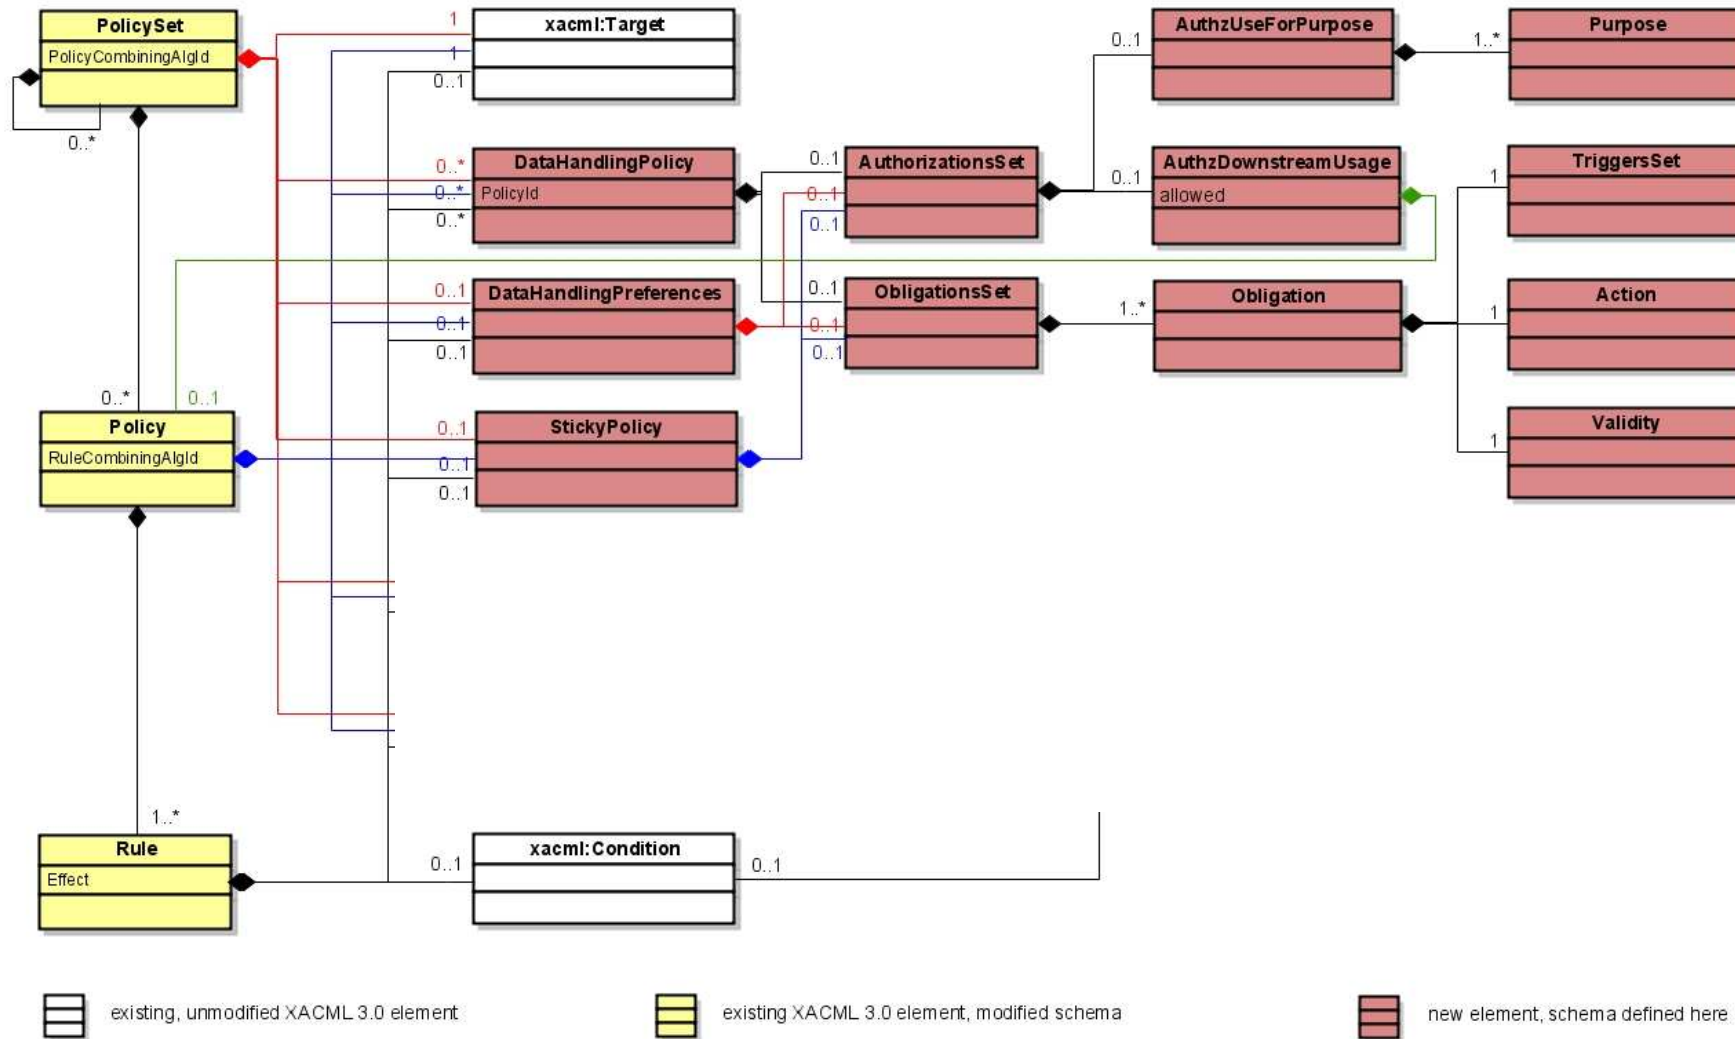 PolicySet
PolicyCombiningAlgId
0..*
1
1
0..1
xacml:Target
0..1
AuthzUseForPurpose
1..*
Purpose
0..*
0..*
0..*
DataHandlingPolicy
PolicyId
0..1
0..1
0..1
AuthorizationsSet
0..1
AuthzDownstreamUsage
allowed
1
TriggersSet
0..1
0..1
0..1
DataHandlingPreferences
0..1
0..1
0..1
ObligationsSet
1..*
Obligation
1
Action
0..*
0..1
Policy
RuleCombiningAlgId
0..1
0..1
0..1
StickyPolicy
1
Validity
1..*
Rule
Effect
0..1
xacml:Condition
0..1
existing, unmodified XACML 3.0 element
existing XACML 3.0 element, modified schema
new element, schema defined here